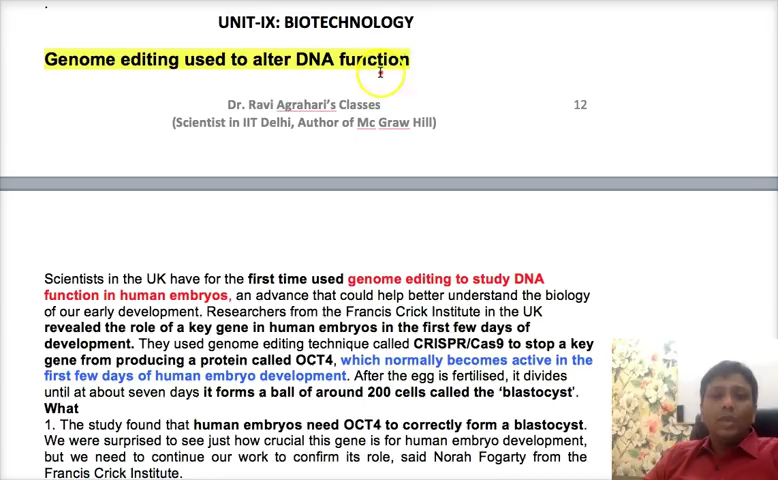 UNIT-IX: BIOTECHNOLOGY
Genome editing used to alter DNA function
Dr. Ravi Agrahari's Classes
12
(Scientist in IIT Delhi, Author of Mc Graw Hill)
Scientists in the UK have for the first time used genome editing to study DNA
function in human embryos, an advance that could help better understand the biology
of our early development. Researchers from the Francis Crick Institute in the UK
revealed the role of a key gene in human embryos in the first few days of
development. They used genome editing technique called CRISPR/Cas9 to stop a key
gene from producing a protein called OCT4, which normally becomes active in the
first few days of human embryo development. After the egg is fertilised, it divides
until at about seven days it forms a ball of around 200 cells called the 'blastocyst'.
What
1. The study found that human embryos need OCT4 to correctly form a blastocyst.
We were surprised to see just how crucial this gene is for human embryo development,
but we need to continue our work to confirm its role, said Norah Fogarty from the
Francis Crick Institute.